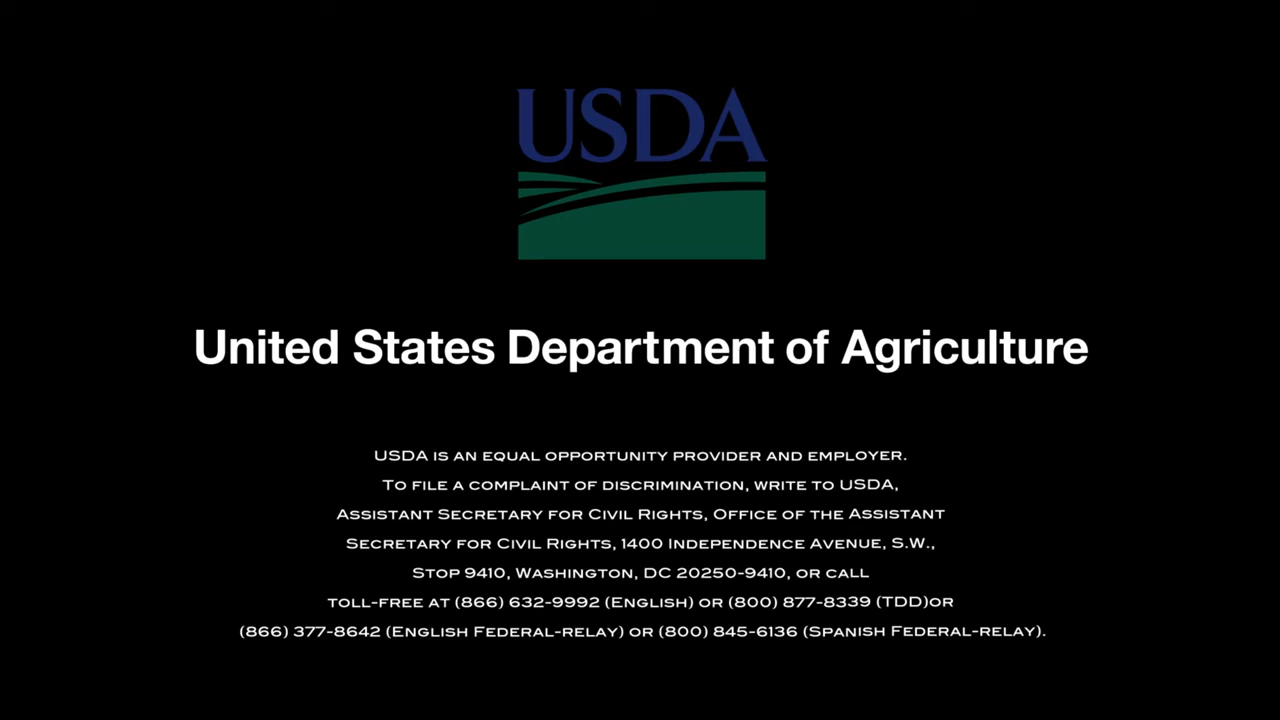 USDA
United States Department of Agriculture
USDA IS AN EQUAL OPPORTUNITY PROVIDER AND EMPLOYER.
TO FILE A COMPLAINT OF DISCRIMINATION, WRITE TO USDA,
ASSISTANT SECRETARY FOR CIVIL RIGHTS, OFFICE OF THE ASSISTANT
SECRETARY FOR CIVIL RIGHTS, 1400 INDEPENDENCE AVENUE, S.W.,
STOP 9410, WASHINGTON, DC 20250-9410, OR CALL
TOLL-FREE AT (866) 632-9992 (ENGLISH) OR (800) 877-8339 (TDD)OR
(866) 377-8642 (ENGLISH FEDERAL-RELAY) OR (800) 845-6136 (SPANISH FEDERAL-RELAY).